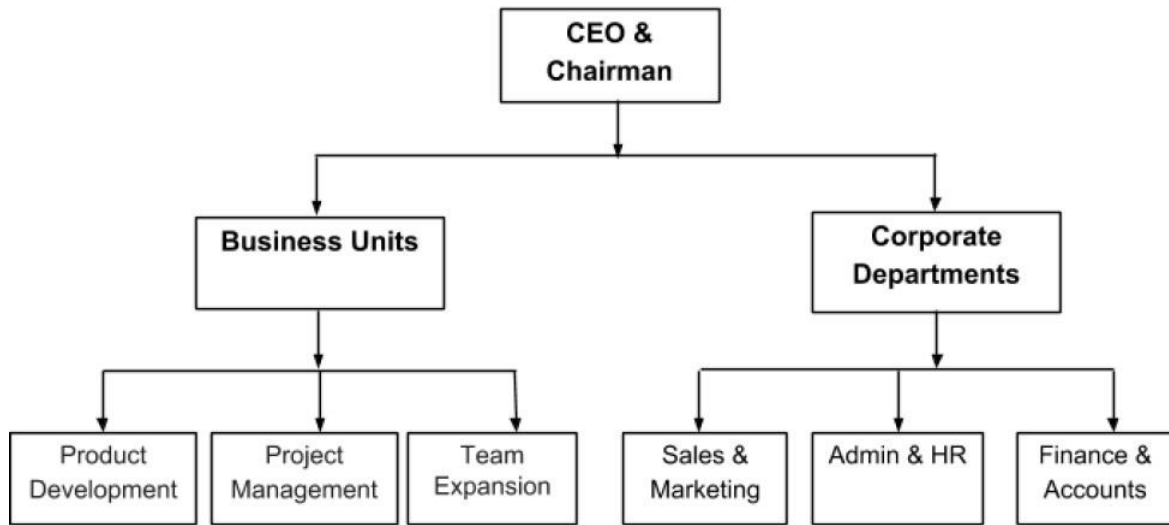 CEO &
Chairman
Business Units
Corporate
Departments
Product
Development
Project
Management
Team
Expansion
Sales &
Marketing
Admin & HR
Finance &
Accounts